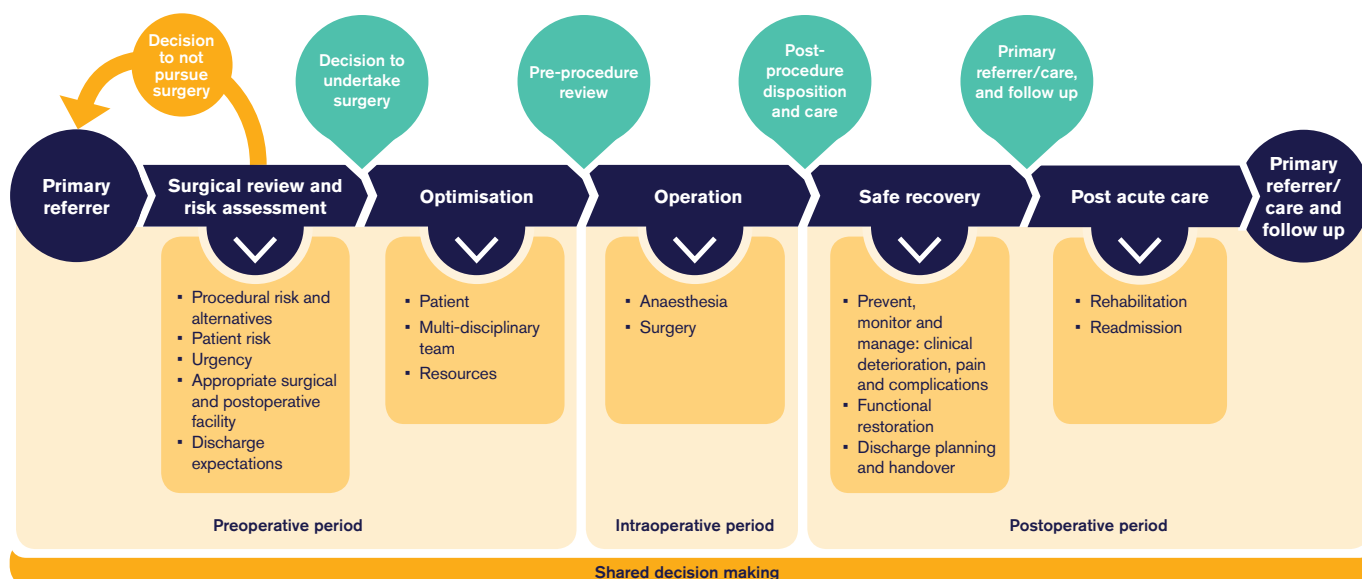 Decision
to not
pursue
surgery
Decision to
undertake
surgery
Pre-procedure
review
Post-
procedure
disposition
and care
Primary
referrer/care,
and follow up
Primary
referrer
Surgical review and
risk assessment
Optimisation
Operation
Safe recovery
Post acute care
Primary
referrer/
care and
follow up
▪ Procedural risk and
alternatives
▪ Patient risk
▪ Urgency
▪ Appropriate surgical
and postoperative
facility
▪ Discharge
expectations
▪ Patient
▪ Multi-disciplinary
team
▪ Resources
▪ Anaesthesia
▪ Surgery
▪ Prevent,
monitor and
manage: clinical
deterioration, pain
and complications
▪ Functional
restoration
▪ Discharge planning
and handover
▪ Rehabilitation
▪ Readmission
Preoperative period
Intraoperative period
Postoperative period
Shared decision making